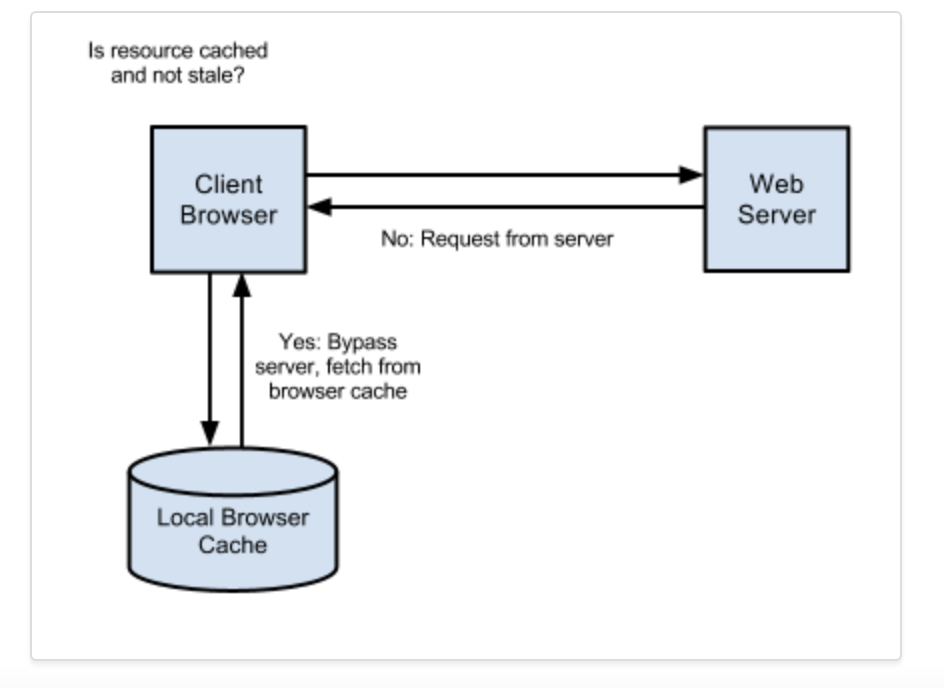 Is resource cached
and not stale?
Client
Browser
Web
Server
No: Request from server
Yes: Bypass
server, fetch from
browser cache
Local Browser
Cache